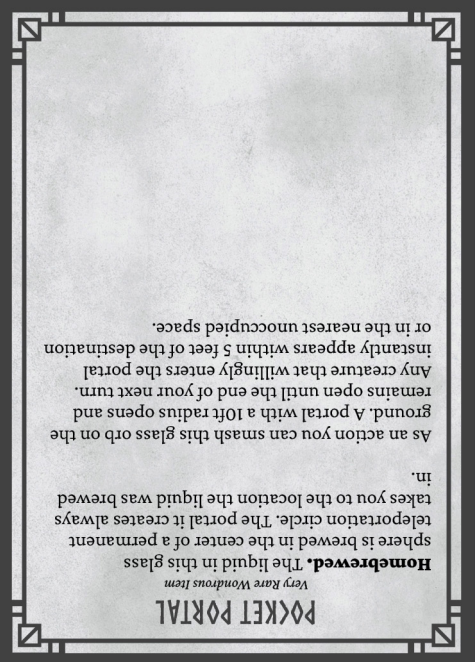 POCKET PORTAL
Very Rare Wondrous Item
Homebrewed. The liquid in this glass
sphere is brewed in the center of a permanent
teleportation circle. The portal it creates always
takes you to the location the liquid was brewed
in.
As an action you can smash this glass orb on the
ground. A portal with a 10ft radius opens and
remains open until the end of your next turn.
Any creature that willingly enters the portal
instantly appears within 5 feet of the destination
or in the nearest unoccupied space.